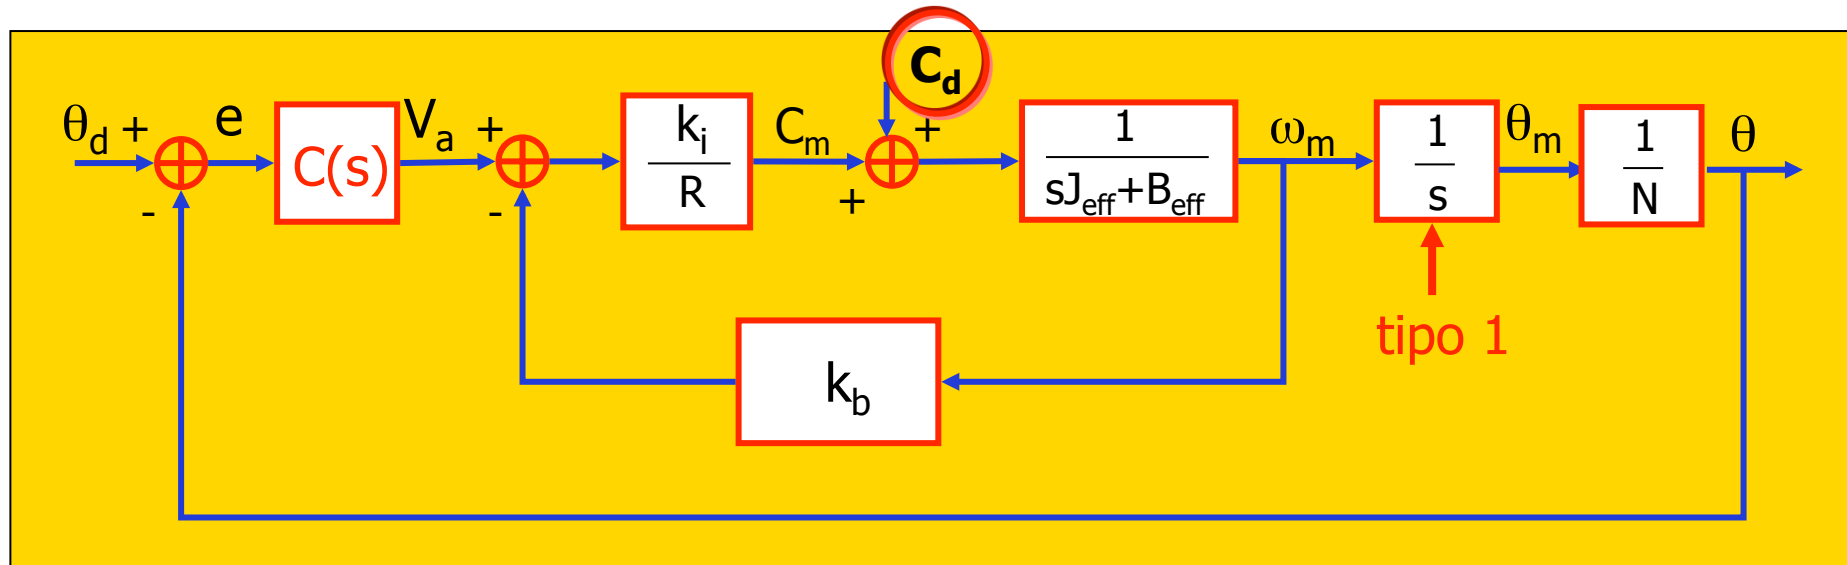 C_d
θ_d + e C(s) V_a + k_i/R C_m + 1/(sJ_eff+B_eff) ω_m 1/s θ_m 1/N θ
- - +
tipo 1
k_b